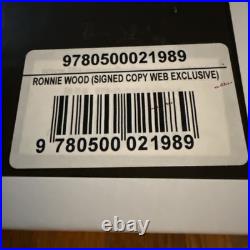 9780500021989
RONNIE WOOD (SIGNED COPY WEB EXCLUSIVE)
9 780500 021989